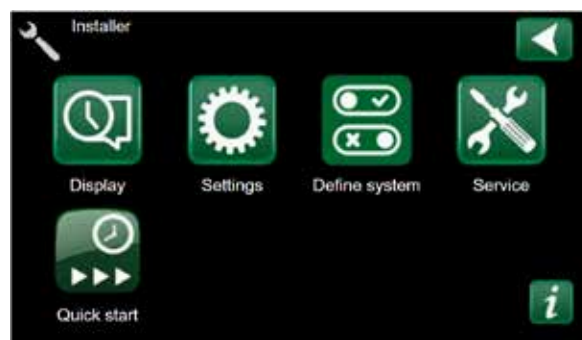 Installer
Display
Settings
Define system
Service
Quick start
i